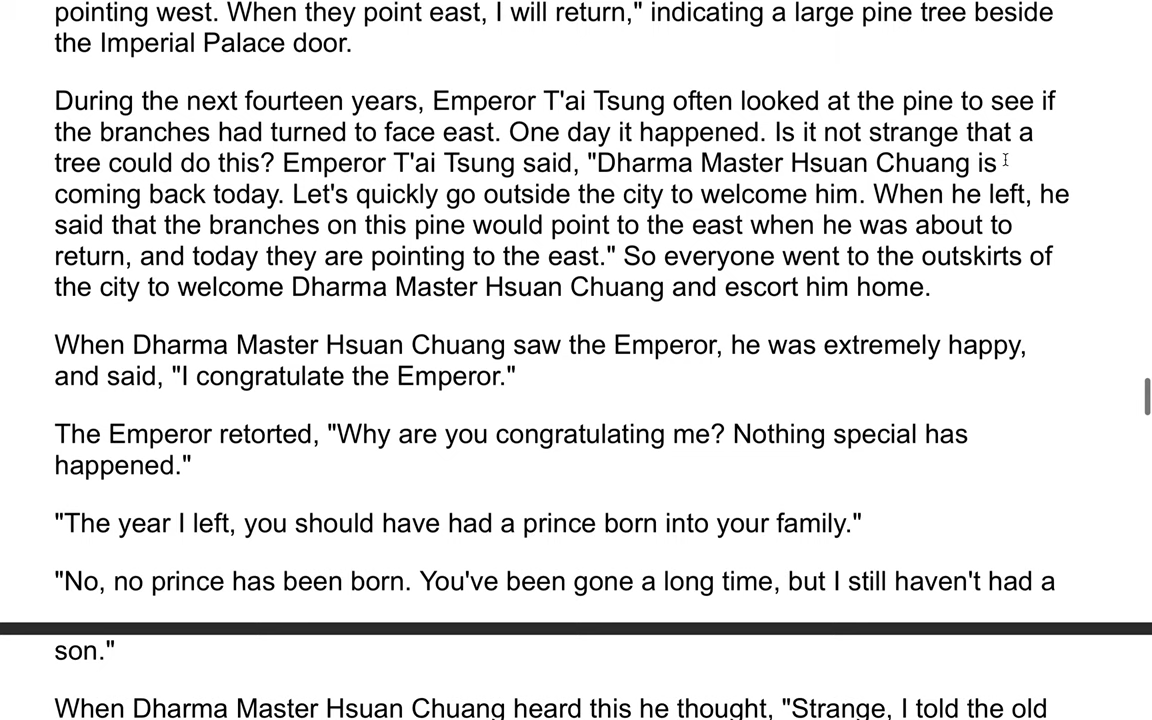 pointing west. When they point east, I will return," indicating a large pine tree beside
the Imperial Palace door.
During the next fourteen years, Emperor T'ai Tsung often looked at the pine to see if
the branches had turned to face east. One day it happened. Is it not strange that a
tree could do this? Emperor T'ai Tsung said, "Dharma Master Hsuan Chuang is
coming back today. Let's quickly go outside the city to welcome him. When he left, he
said that the branches on this pine would point to the east when he was about to
return, and today they are pointing to the east." So everyone went to the outskirts of
the city to welcome Dharma Master Hsuan Chuang and escort him home.
When Dharma Master Hsuan Chuang saw the Emperor, he was extremely happy,
and said, "I congratulate the Emperor."
The Emperor retorted, "Why are you congratulating me? Nothing special has
happened."
"The year I left, you should have had a prince born into your family."
"No, no prince has been born. You've been gone a long time, but I still haven't had a
son."
When Dharma Master Hsuan Chuang heard this he thought, "Strange, I told the old